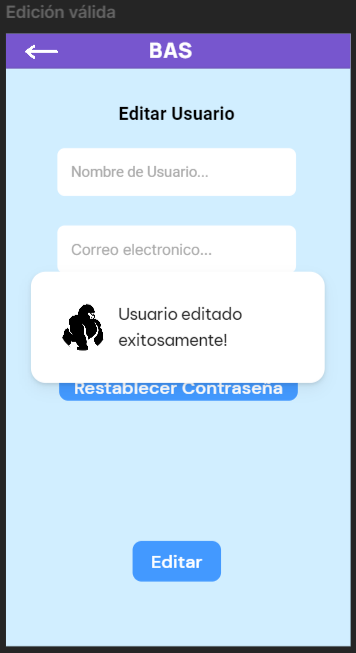 Edición válida
BAS
Editar Usuario
Nombre de Usuario...
Correo electronico...
Usuario editado
exitosamente!
Restablecer Contraseña
Editar